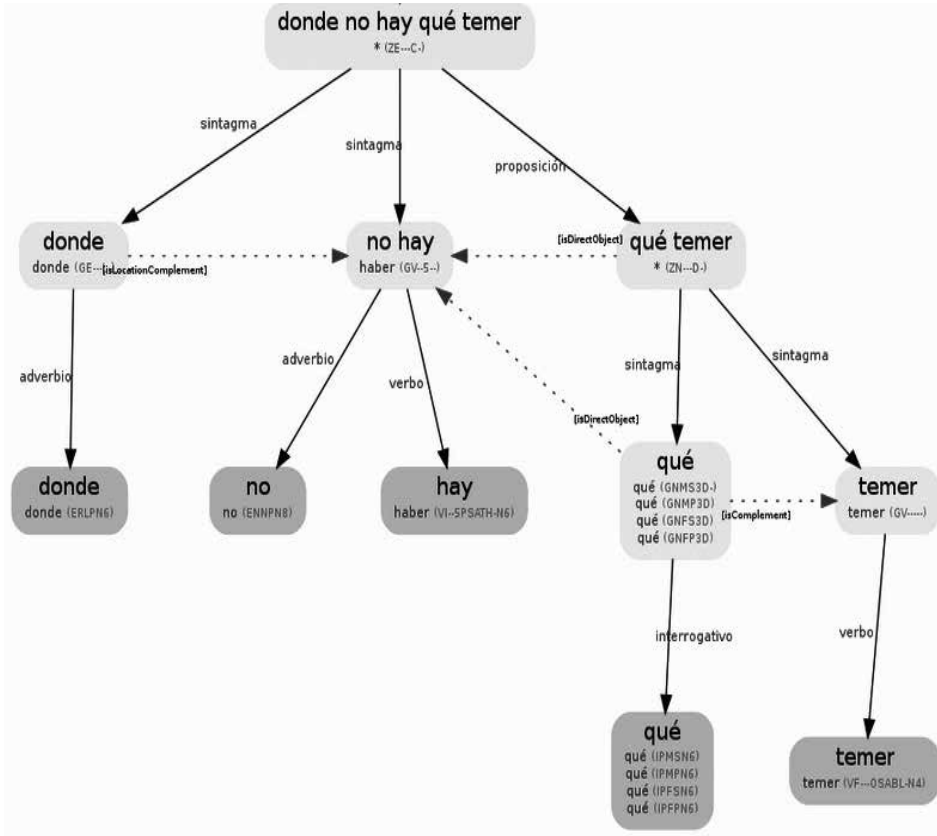 donde no hay qué temer
* (ZE---C-)
sintagma
sintagma
proposición
donde
donde (GE---
[isLocationComplement]
no hay
haber (GV--5--)
[isDirectObject]
qué temer
* (ZN---D-)
adverbio
adverbio
verbo
sintagma
sintagma
[isDirectObject]
donde
donde (ERLPN6)
no
no (ENNPN8)
hay
haber (VI--5PSATH-N6)
qué
qué (GNMS3D-)
qué (GNMP3D)
qué (GNFS3D)
qué (GNFP3D)
[isComplement]
temer
temer (GV-----)
interrogativo
verbo
qué
qué (IPMSN6)
qué (IPMPN6)
qué (IPFSN6)
qué (IPFPN6)
temer
temer (VF---0SABL-N4)